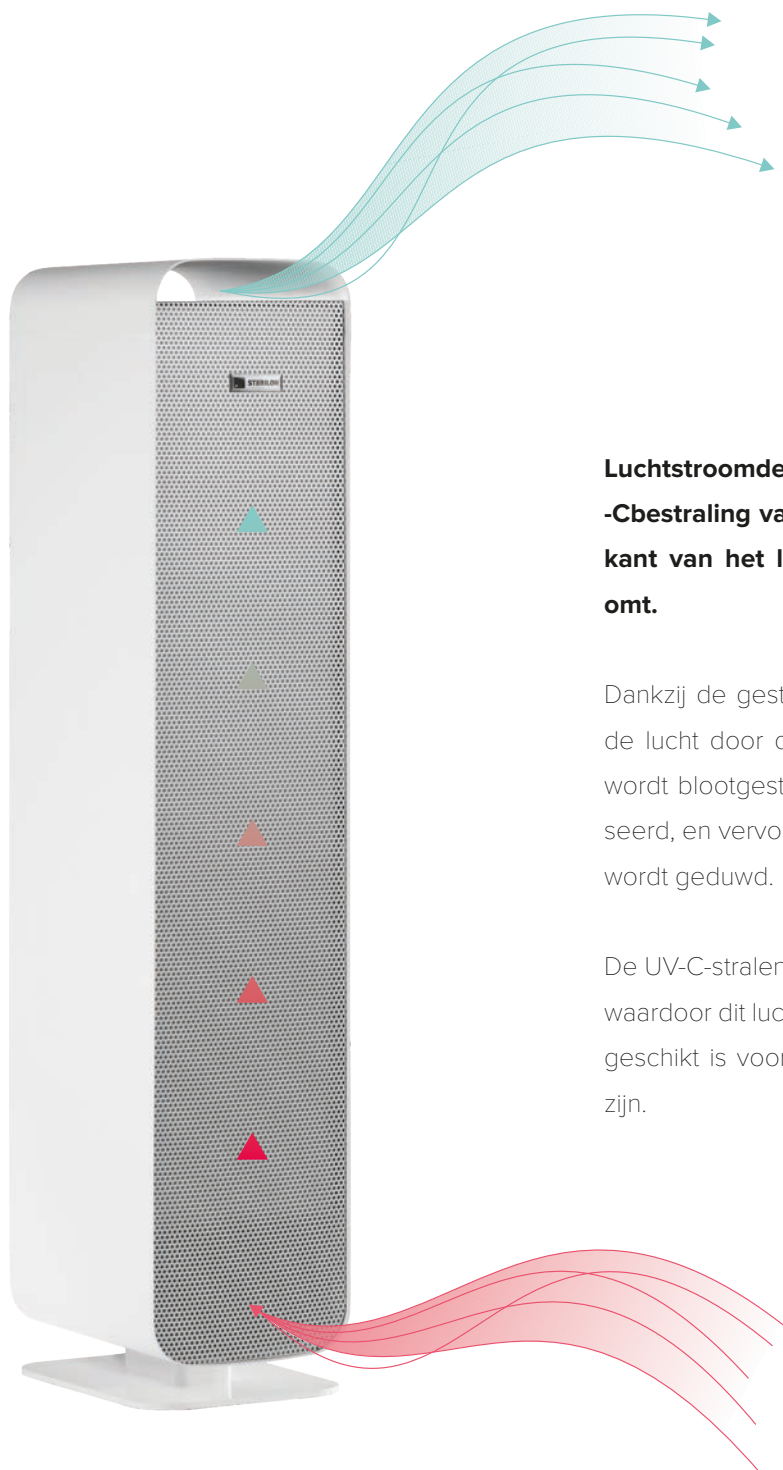 STERILON
Luchtstroomde
-Cbestraling va
kant van het l
omt.
Dankzij de gest
de lucht door d
wordt blootgest
seerd, en vervo
wordt geduwd.
De UV-C-stralen
waardoor dit luc
geschikt is voor
zijn.